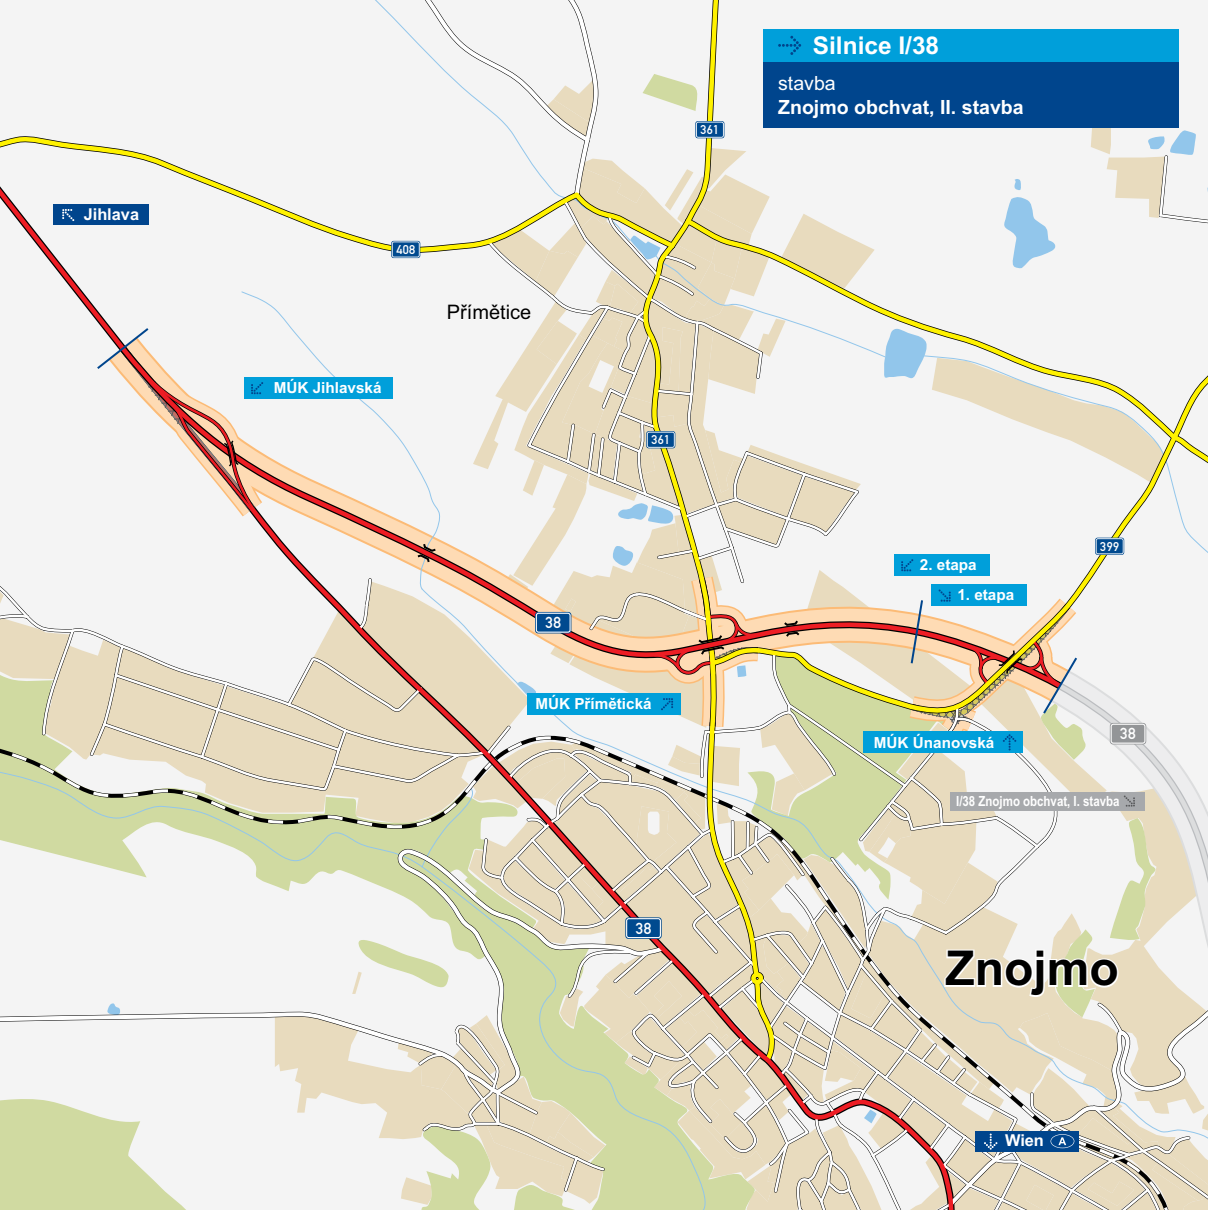 Silnice I/38
stavba
Znojmo obchvat, II. stavba
361
Jihlava
408
Přímětice
MÚK Jihlavská
361
399
2. etapa
1. etapa
38
MÚK Přímětická
38
MÚK Únanovská
I/38 Znojmo obchvat, I. stavba
38
Znojmo
Wien A